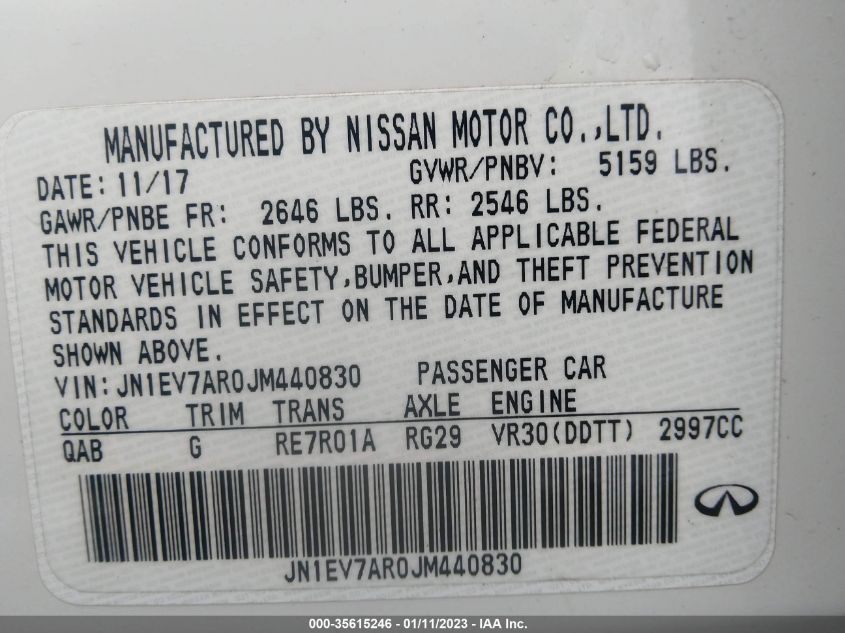 MANUFACTURED BY NISSAN MOTOR CO.,LTD.
DATE: 11/17 GVWR/PNBV: 5159 LBS.
GAWR/PNBE FR: 2646 LBS. RR: 2546 LBS.
THIS VEHICLE CONFORMS TO ALL APPLICABLE FEDERAL
MOTOR VEHICLE SAFETY,BUMPER,AND THEFT PREVENTION
STANDARDS IN EFFECT ON THE DATE OF MANUFACTURE
SHOWN ABOVE.
VIN: JN1EV7AR0JM440830 PASSENGER CAR
COLOR TRIM TRANS AXLE ENGINE
QAB G RE7R01A RG29 VR30(DDTT) 2997CC
JN1EV7AR0JM440830
000-35615246 - 01/11/2023 - IAA Inc.